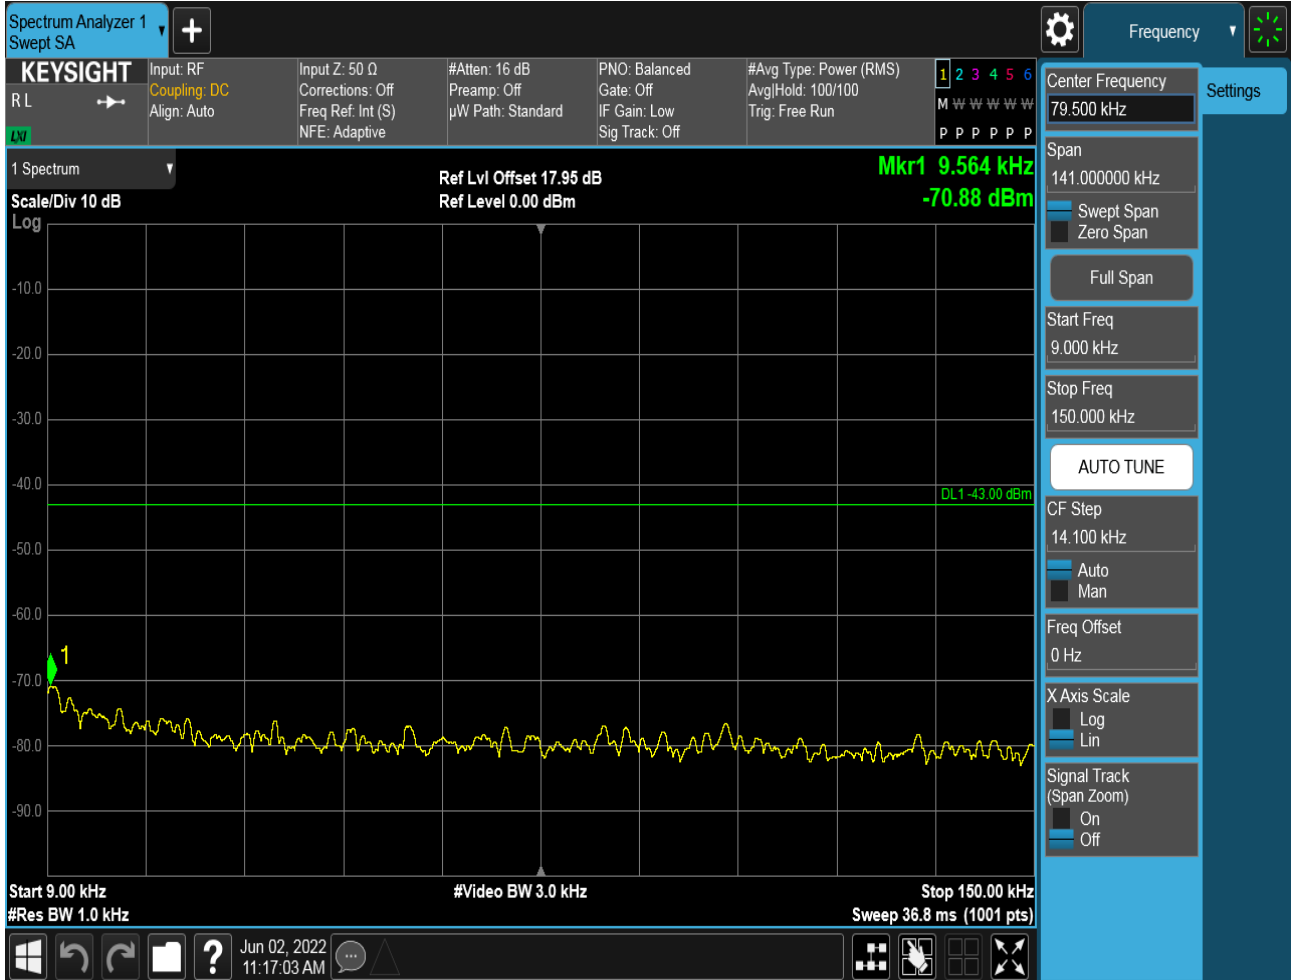 Spectrum Analyzer 1
Swept SA
Frequency
KEYSIGHT
R L
LXI
Input: RF
Coupling: DC
Align: Auto
Input Z: 50 Ω
Corrections: Off
Freq Ref: Int (S)
NFE: Adaptive
#Atten: 16 dB
Preamp: Off
µW Path: Standard
PNO: Balanced
Gate: Off
IF Gain: Low
Sig Track: Off
#Avg Type: Power (RMS)
Avg|Hold: 100/100
Trig: Free Run
1 2 3 4 5 6
M W W W W W
P P P P P P
1 Spectrum
Scale/Div 10 dB
Log
Ref Lvl Offset 17.95 dB
Ref Level 0.00 dBm
Mkr1 9.564 kHz
-70.88 dBm
-10.0
-20.0
-30.0
-40.0
DL1 -43.00 dBm
-50.0
-60.0
1
-70.0
-80.0
-90.0
Start 9.00 kHz
#Video BW 3.0 kHz
Stop 150.00 kHz
#Res BW 1.0 kHz
Sweep 36.8 ms (1001 pts)
Center Frequency
79.500 kHz
Settings
Span
141.000000 kHz
Swept Span
Zero Span
Full Span
Start Freq
9.000 kHz
Stop Freq
150.000 kHz
AUTO TUNE
CF Step
14.100 kHz
Auto
Man
Freq Offset
0 Hz
X Axis Scale
Log
Lin
Signal Track
(Span Zoom)
On
Off
?
Jun 02, 2022
11:17:03 AM